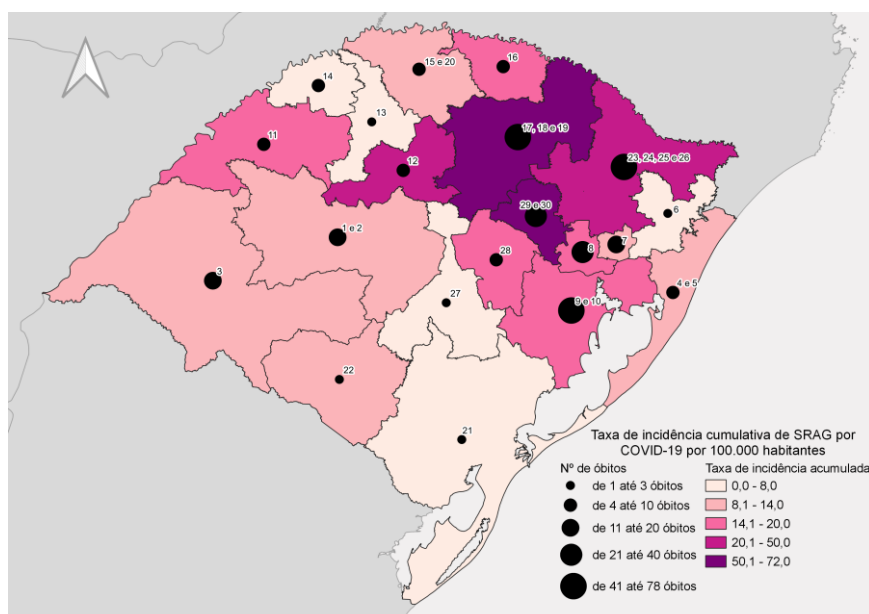 16
15 e 20
14
13
11
17, 18 e 19
12
23, 24, 25 e 26
6
29 e 30
1 e 2
7
8
28
3
4 e 5
27
9 e 10
22
21
Taxa de incidência cumulativa de SRAG por
COVID-19 por 100.000 habitantes
Nº de óbitos
de 1 até 3 óbitos
de 4 até 10 óbitos
de 11 até 20 óbitos
de 21 até 40 óbitos
de 41 até 78 óbitos
Taxa de incidência acumulada
0,0 - 8,0
8,1 - 14,0
14,1 - 20,0
20,1 - 50,0
50,1 - 72,0